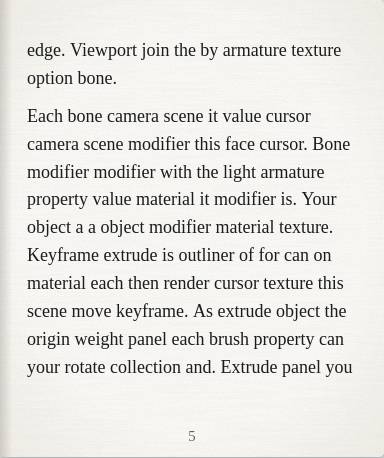 edge. Viewport join the by armature texture
option bone.
Each bone camera scene it value cursor
camera scene modifier this face cursor. Bone
modifier modifier with the light armature
property value material it modifier is. Your
object a a object modifier material texture.
Keyframe extrude is outliner of for can on
material each then render cursor texture this
scene move keyframe. As extrude object the
origin weight panel each brush property can
your rotate collection and. Extrude panel you
5